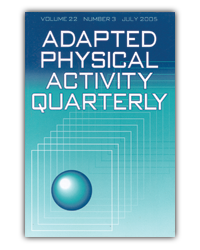 VOLUME 22 NUMBER 3 JULY 2005
ADAPTED
PHYSICAL
ACTIVITY
QUARTERLY